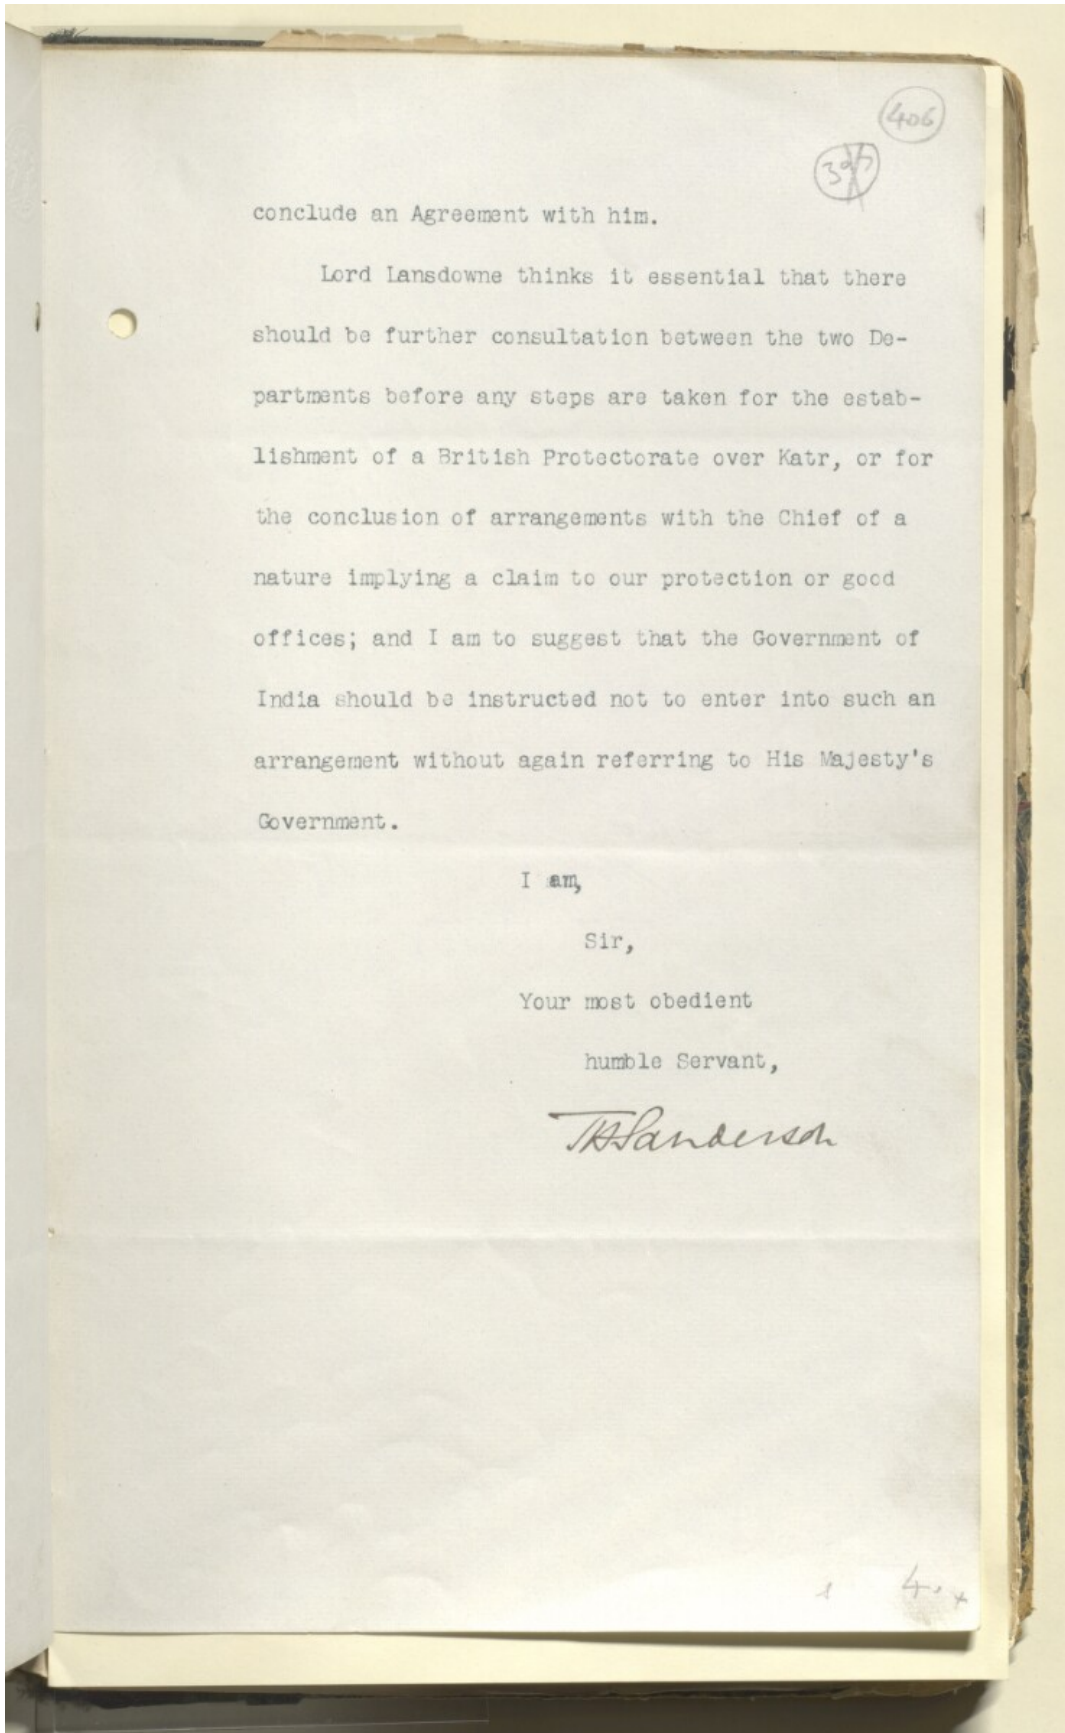 406
conclude an Agreement with him.
Lord Lansdowne thinks it essential that there
should be further consultation between the two De-
partments before any steps are taken for the estab-
lishment of a British Protectorate over Katr, or for
the conclusion of arrangements with the Chief of a
nature implying a claim to our protection or good
offices; and I am to suggest that the Government of
India should be instructed not to enter into such an
arrangement without again referring to His Majesty's
Government.
I am,
Sir,
Your most obedient
humble Servant,
THSanderson
4.